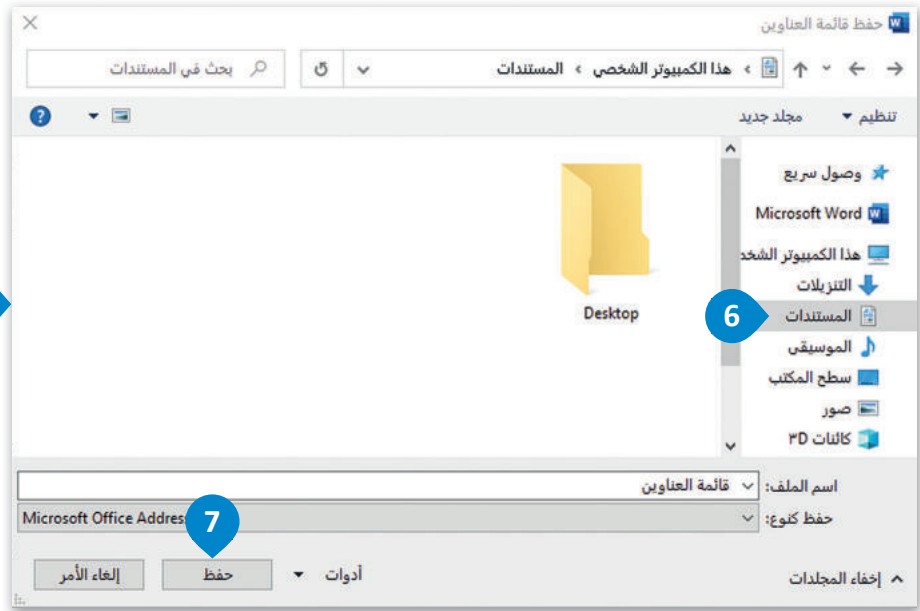 حفظ قائمة العناوين
هذا الكمبيوتر الشخصي › المستندات
بحث في المستندات
تنظيم
مجلد جديد
وصول سريع
Microsoft Word
هذا الكمبيوتر الشخص
التنزيلات
المستندات
6
الموسيقى
سطح المكتب
صور
كائنات ٣D
Desktop
اسم الملف: قائمة العناوين
حفظ كنوع: Microsoft Office Addres
7
إخفاء المجلدات
أدوات
حفظ
إلغاء الأمر